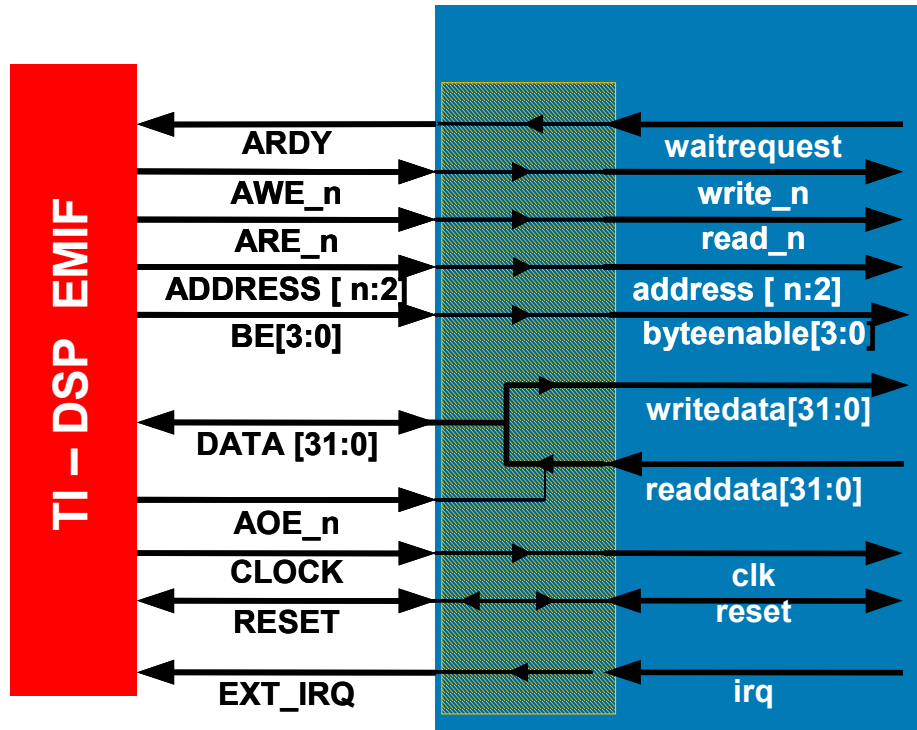 TI – DSP EMIF
ARDY
waitrequest
AWE_n
write_n
ARE_n
read_n
ADDRESS [ n:2]
address [ n:2]
BE[3:0]
byteenable[3:0]
DATA [31:0]
writedata[31:0]
readdata[31:0]
AOE_n
CLOCK
clk
RESET
reset
EXT_IRQ
irq